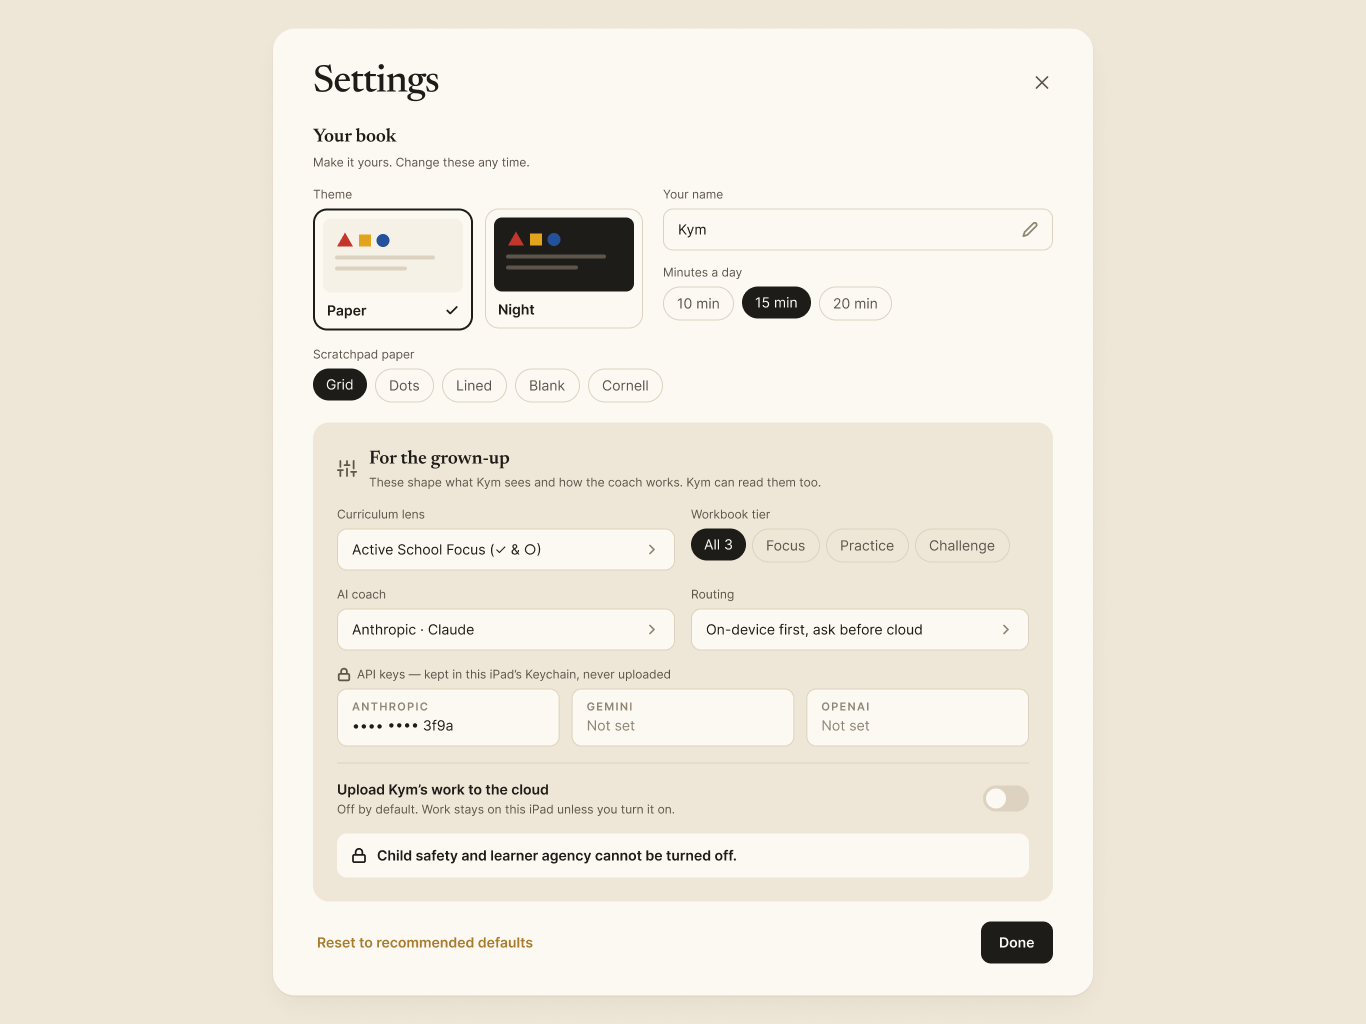 Settings
Your book
Make it yours. Change these any time.
Theme
Paper
Night
Your name
Kym
Minutes a day
10 min
15 min
20 min
Scratchpad paper
Grid
Dots
Lined
Blank
Cornell
For the grown-up
These shape what Kym sees and how the coach works. Kym can read them too.
Curriculum lens
Active School Focus (✓ & O)
Workbook tier
All 3
Focus
Practice
Challenge
AI coach
Anthropic · Claude
Routing
On-device first, ask before cloud
API keys — kept in this iPad’s Keychain, never uploaded
ANTHROPIC
•••• •••• 3f9a
GEMINI
Not set
OPENAI
Not set
Upload Kym’s work to the cloud
Off by default. Work stays on this iPad unless you turn it on.
Child safety and learner agency cannot be turned off.
Reset to recommended defaults
Done